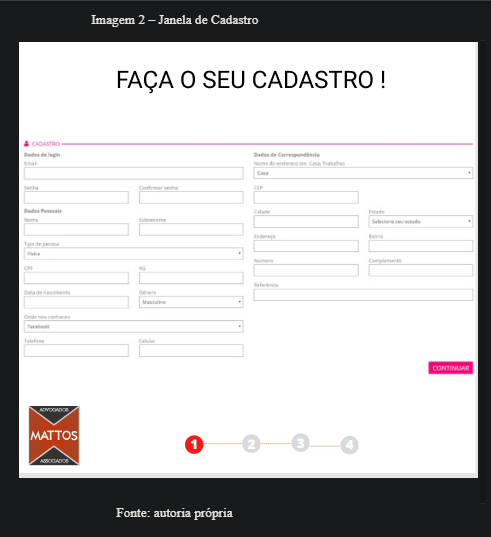 Imagem 2 – Janela de Cadastro
FAÇA O SEU CADASTRO !
CADASTRO
Dados de login
Email
Senha
Confirmar senha
Dados Pessoais
Nome
Sobrenome
Tipo de pessoa
Física
CPF
RG
Data de nascimento
Gênero
Masculino
Onde nos conheceu
Facebook
Telefone
Celular
Dados de Correspondência
Nome do endereço (ex: Casa, Trabalho)
Casa
CEP
Cidade
Estado
Selecione seu estado
Endereço
Bairro
Número
Complemento
Referência
CONTINUAR
ADVOGADOS
MATTOS
ASSOCIADOS
1
2
3
4
Fonte: autoria própria